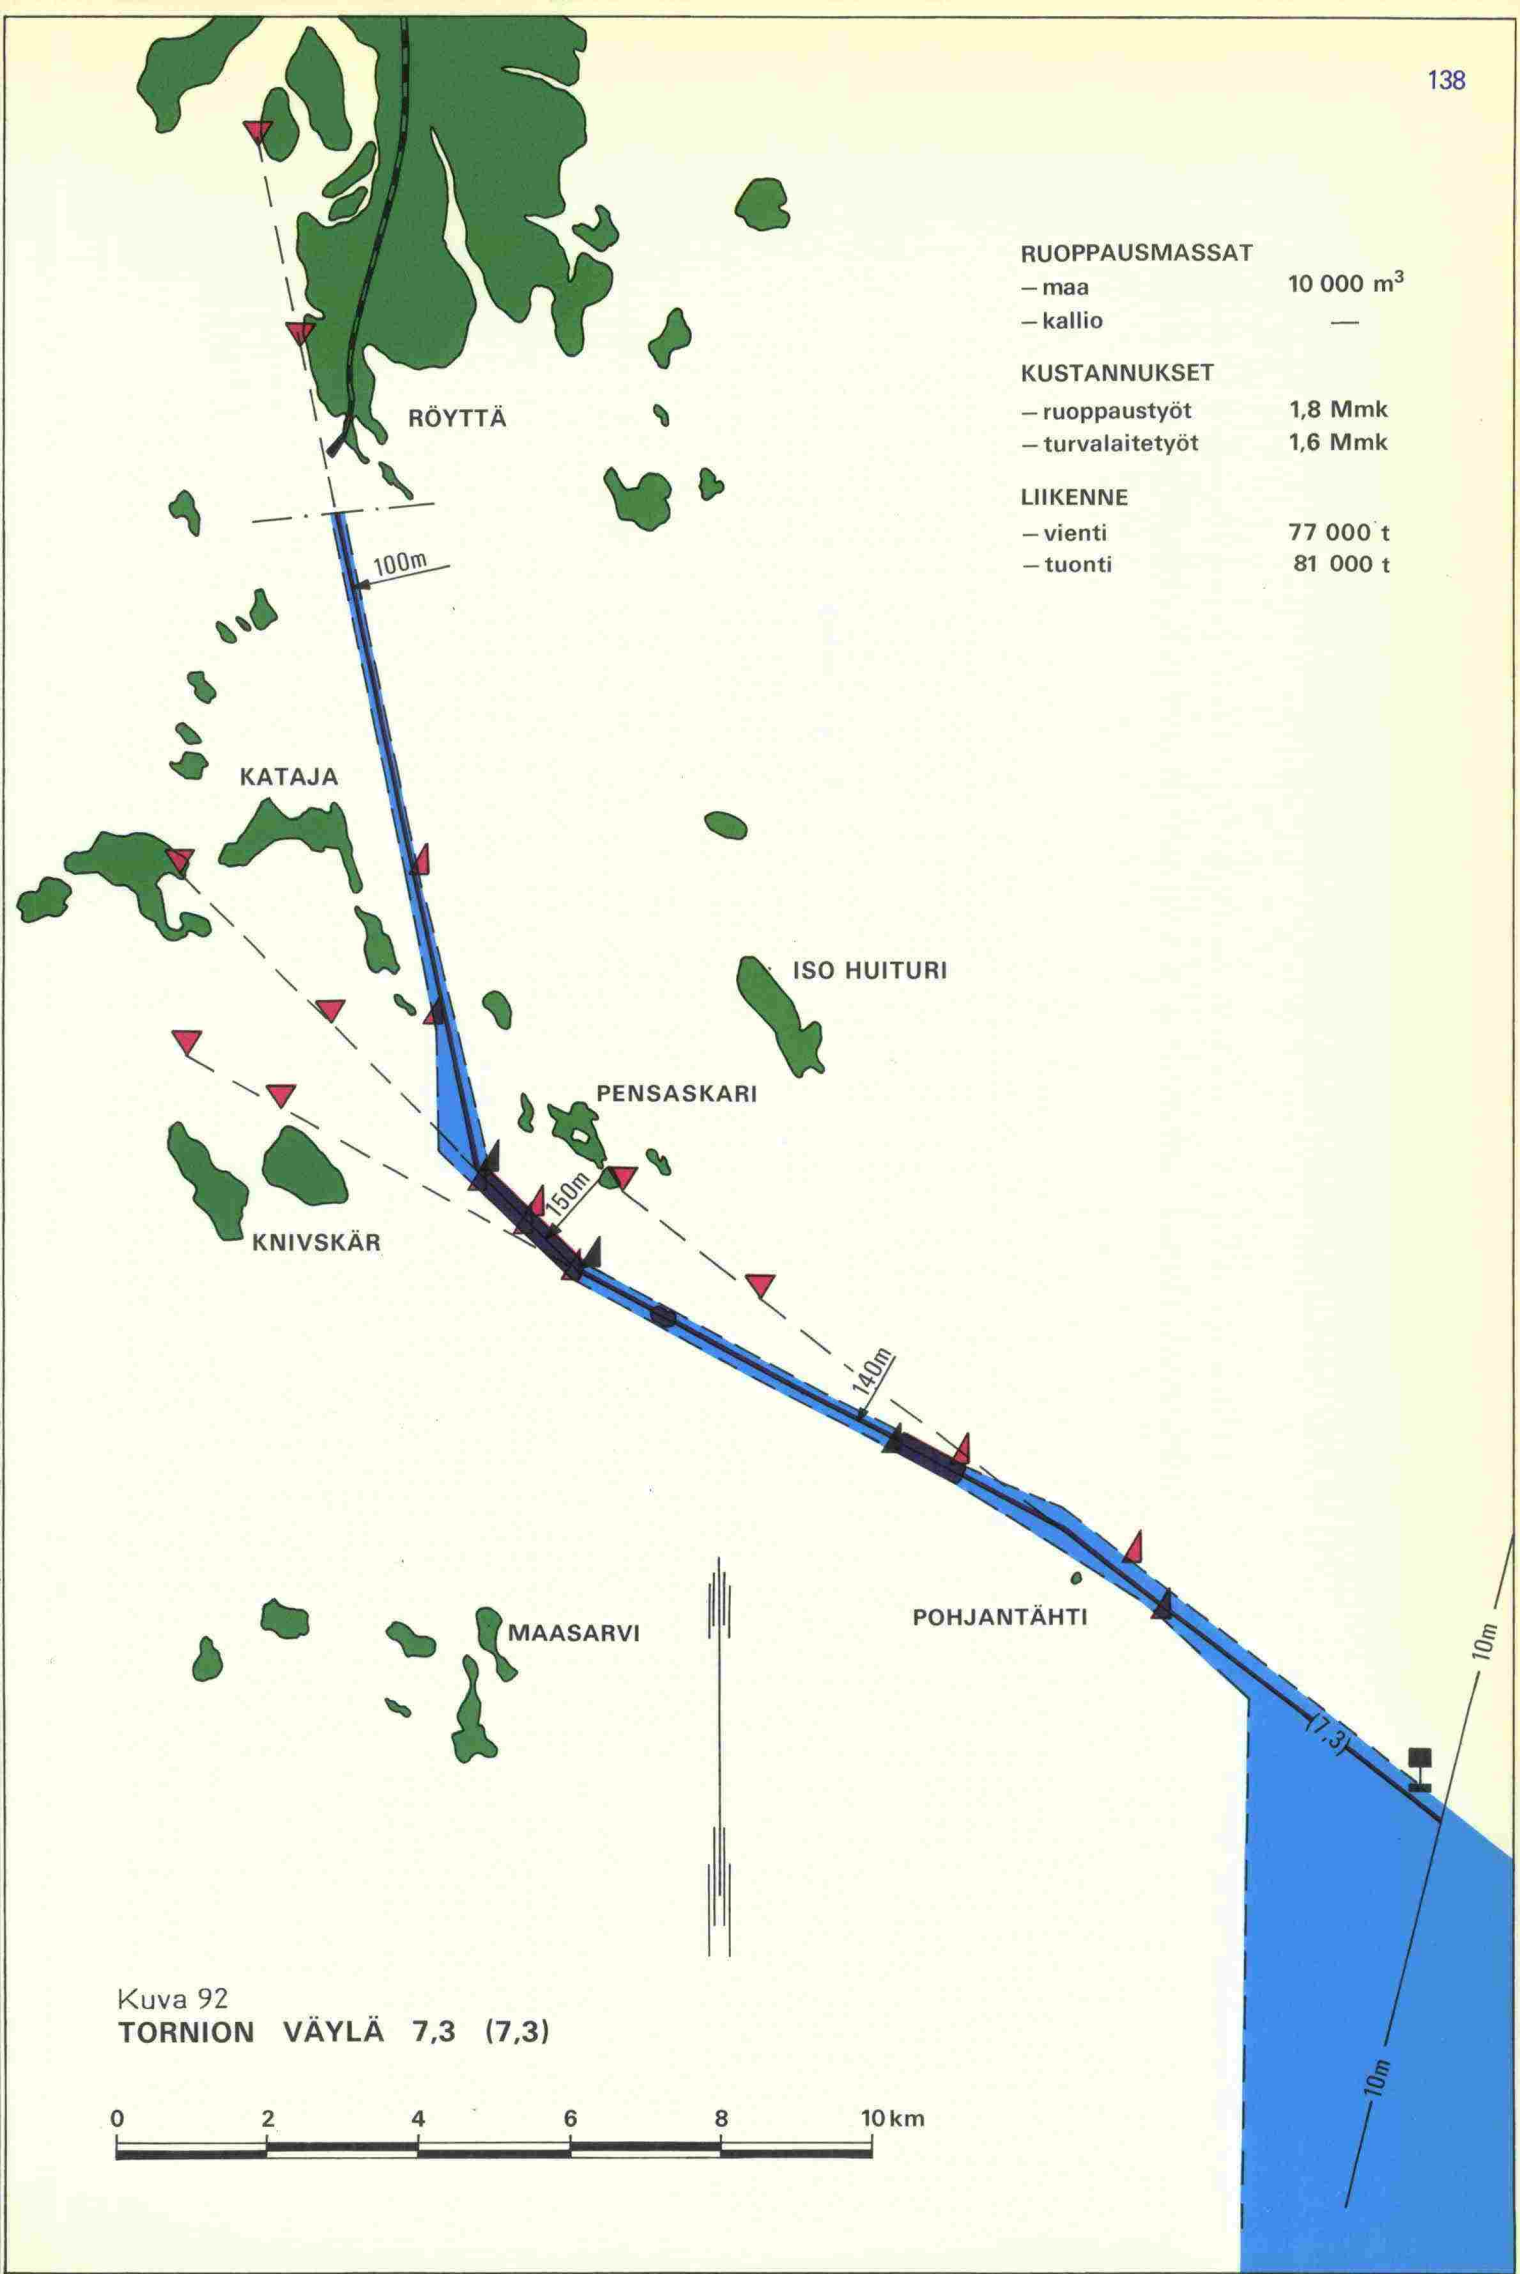 138
RUOPPAUSMASSAT
— maa 10 000 m³
— kallio —
KUSTANNUKSET
— ruoppaustyöt 1,8 Mmk
— turvalaitetyöt 1,6 Mmk
LIIKENNE
— vienti 77 000 t
— tuonti 81 000 t
RÖYTTÄ
100m
KATAJA
ISO HUITURI
PENSASKARI
150m
KNIVSKÄR
140m
POHJANTÄHTI
MAASARVI
10m
(7,3)
10m
Kuva 92
TORNION VÄYLÄ 7,3 (7,3)
0 2 4 6 8 10 km